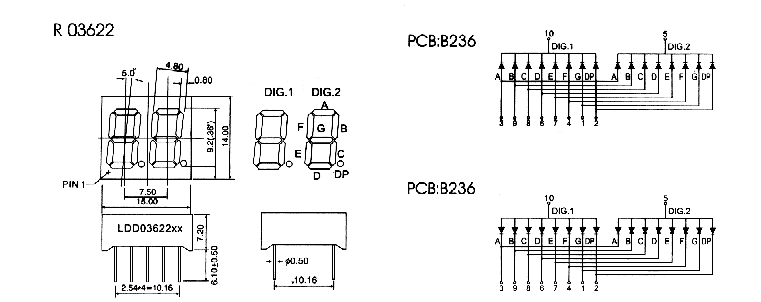 R 03622
4.80
6.0°
0.80
DIG.1 DIG.2
A
F G B
E C
D DP
9.2(.36")
14.00
PIN 1
7.50
15.00
LDD03622xx
7.20
6.10±0.50
2.54*4=10.16
ϕ0.50
10.16
PCB:B236
10 5
DIG.1 DIG.2
A B C D E F G DP A B C D E F G DP
3 9 8 6 7 4 1 2
PCB:B236
10 5
DIG.1 DIG.2
A B C D E F G DP A B C D E F G DP
3 9 8 6 7 4 1 2